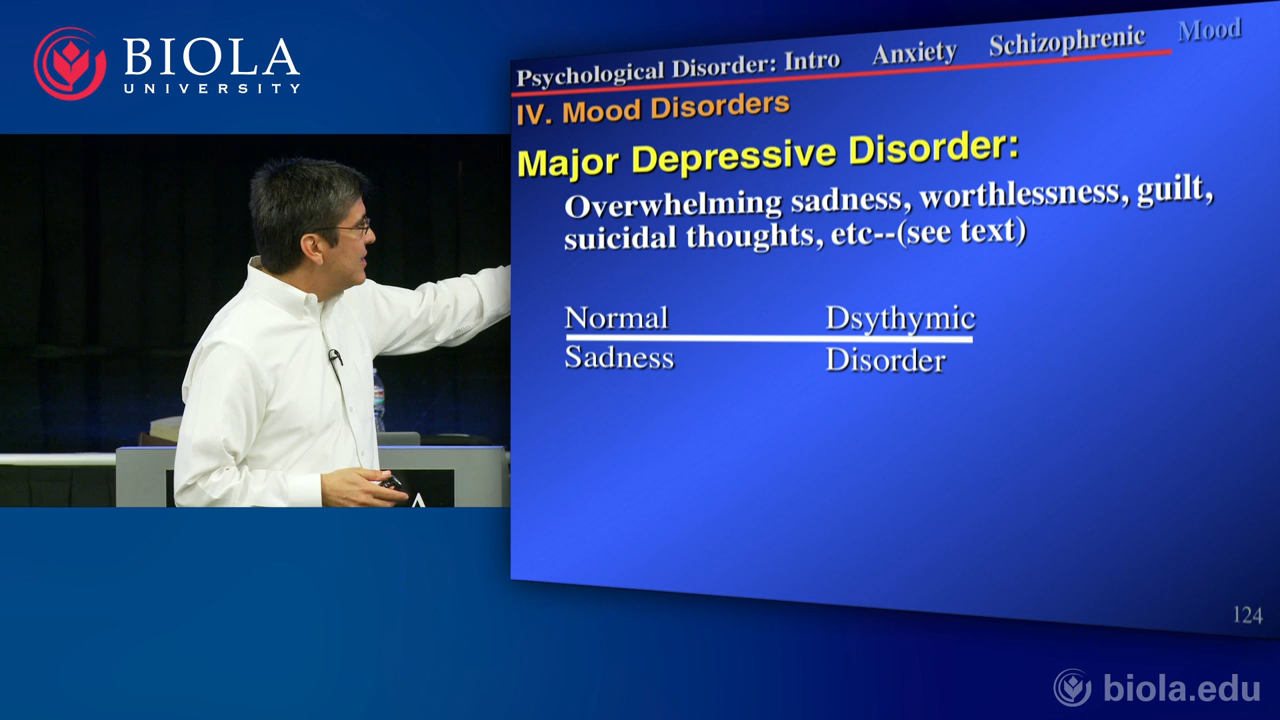 BIOLA
UNIVERSITY
Psychological Disorder: Intro Anxiety Schizophrenic Mood
IV. Mood Disorders
Major Depressive Disorder:
Overwhelming sadness, worthlessness, guilt,
suicidal thoughts, etc--(see text)
Normal Dsythymic
Sadness Disorder
124
A
biola.edu